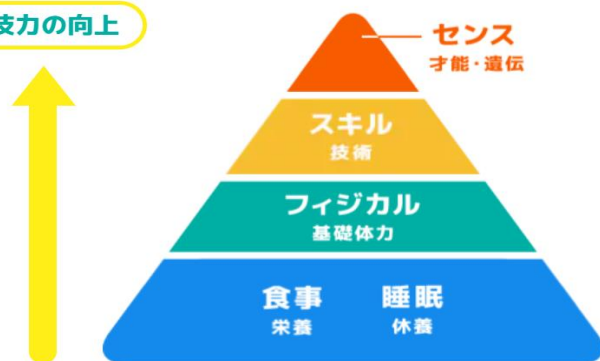 技力の向上
センス
才能・遺伝
スキル
技術
フィジカル
基礎体力
食事 睡眠
栄養 休養